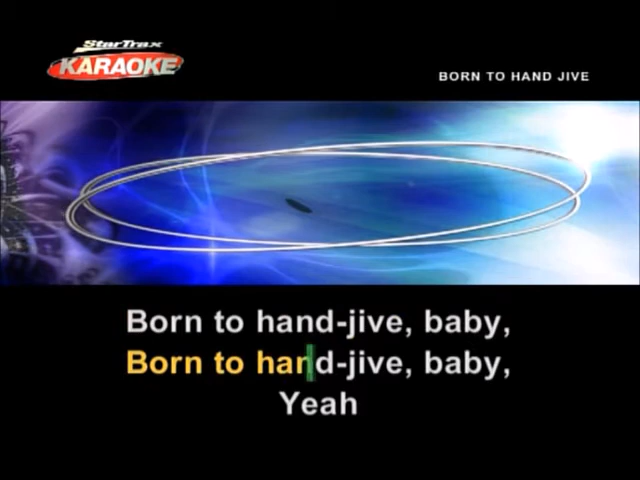 StarTrax
KARAOKE
BORN TO HAND JIVE
Born to hand-jive, baby,
Born to hand-jive, baby,
Yeah